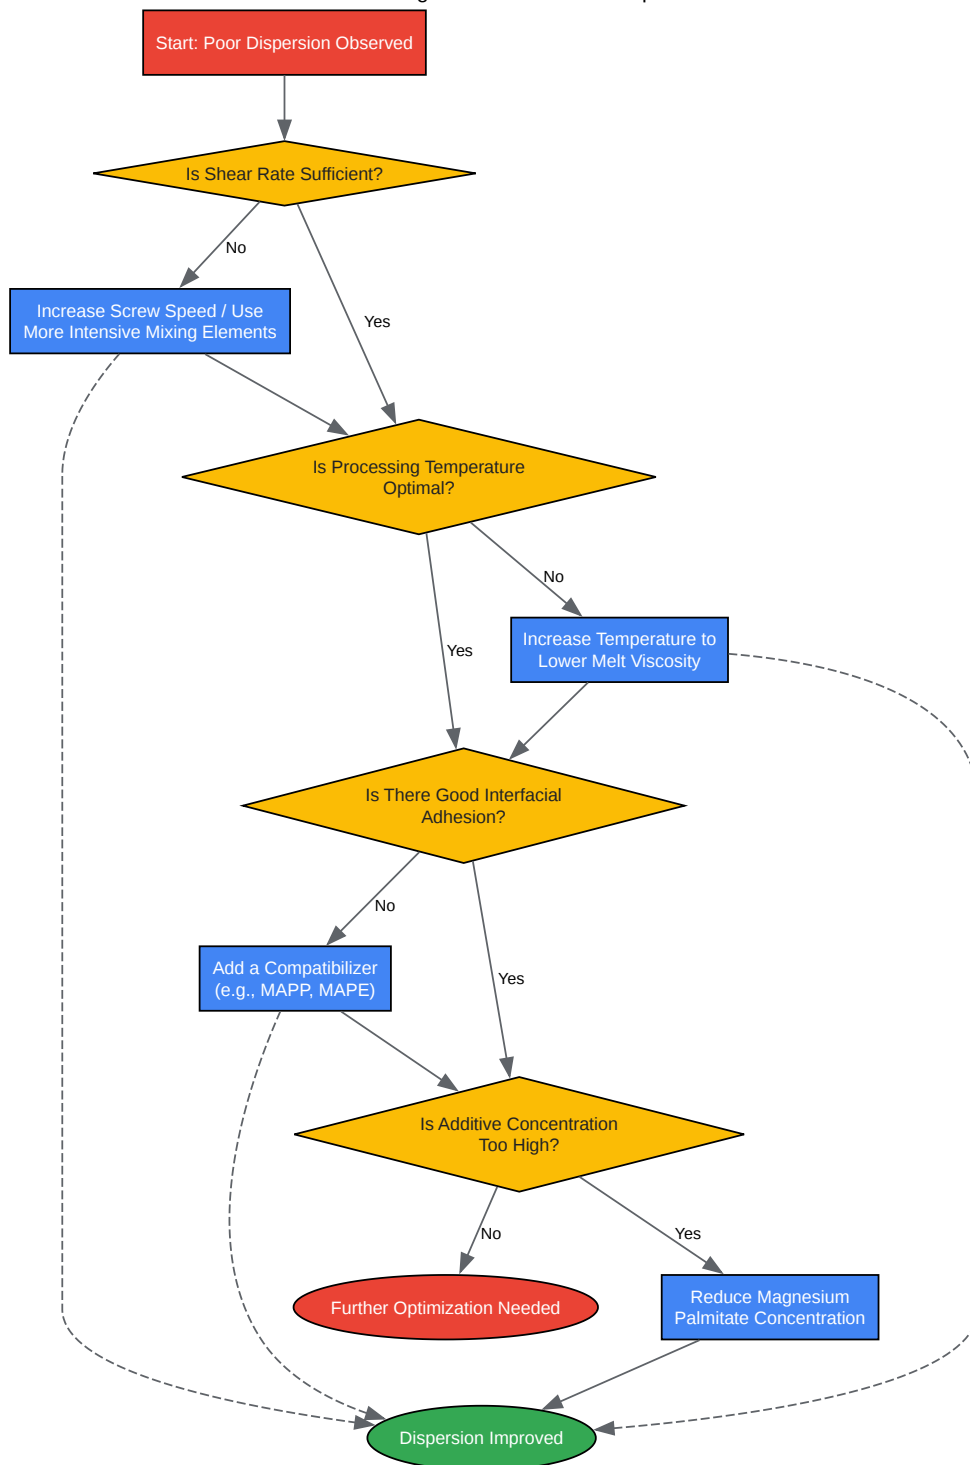 Start: Poor Dispersion Observed
Is Shear Rate Sufficient?
No
Increase Screw Speed / Use
More Intensive Mixing Elements
Yes
Is Processing Temperature
Optimal?
No
Yes
Increase Temperature to
Lower Melt Viscosity
Is There Good Interfacial
Adhesion?
No
Add a Compatibilizer
(e.g., MAPP, MAPE)
Yes
Is Additive Concentration
Too High?
No
Yes
Further Optimization Needed
Reduce Magnesium
Palmitate Concentration
Dispersion Improved